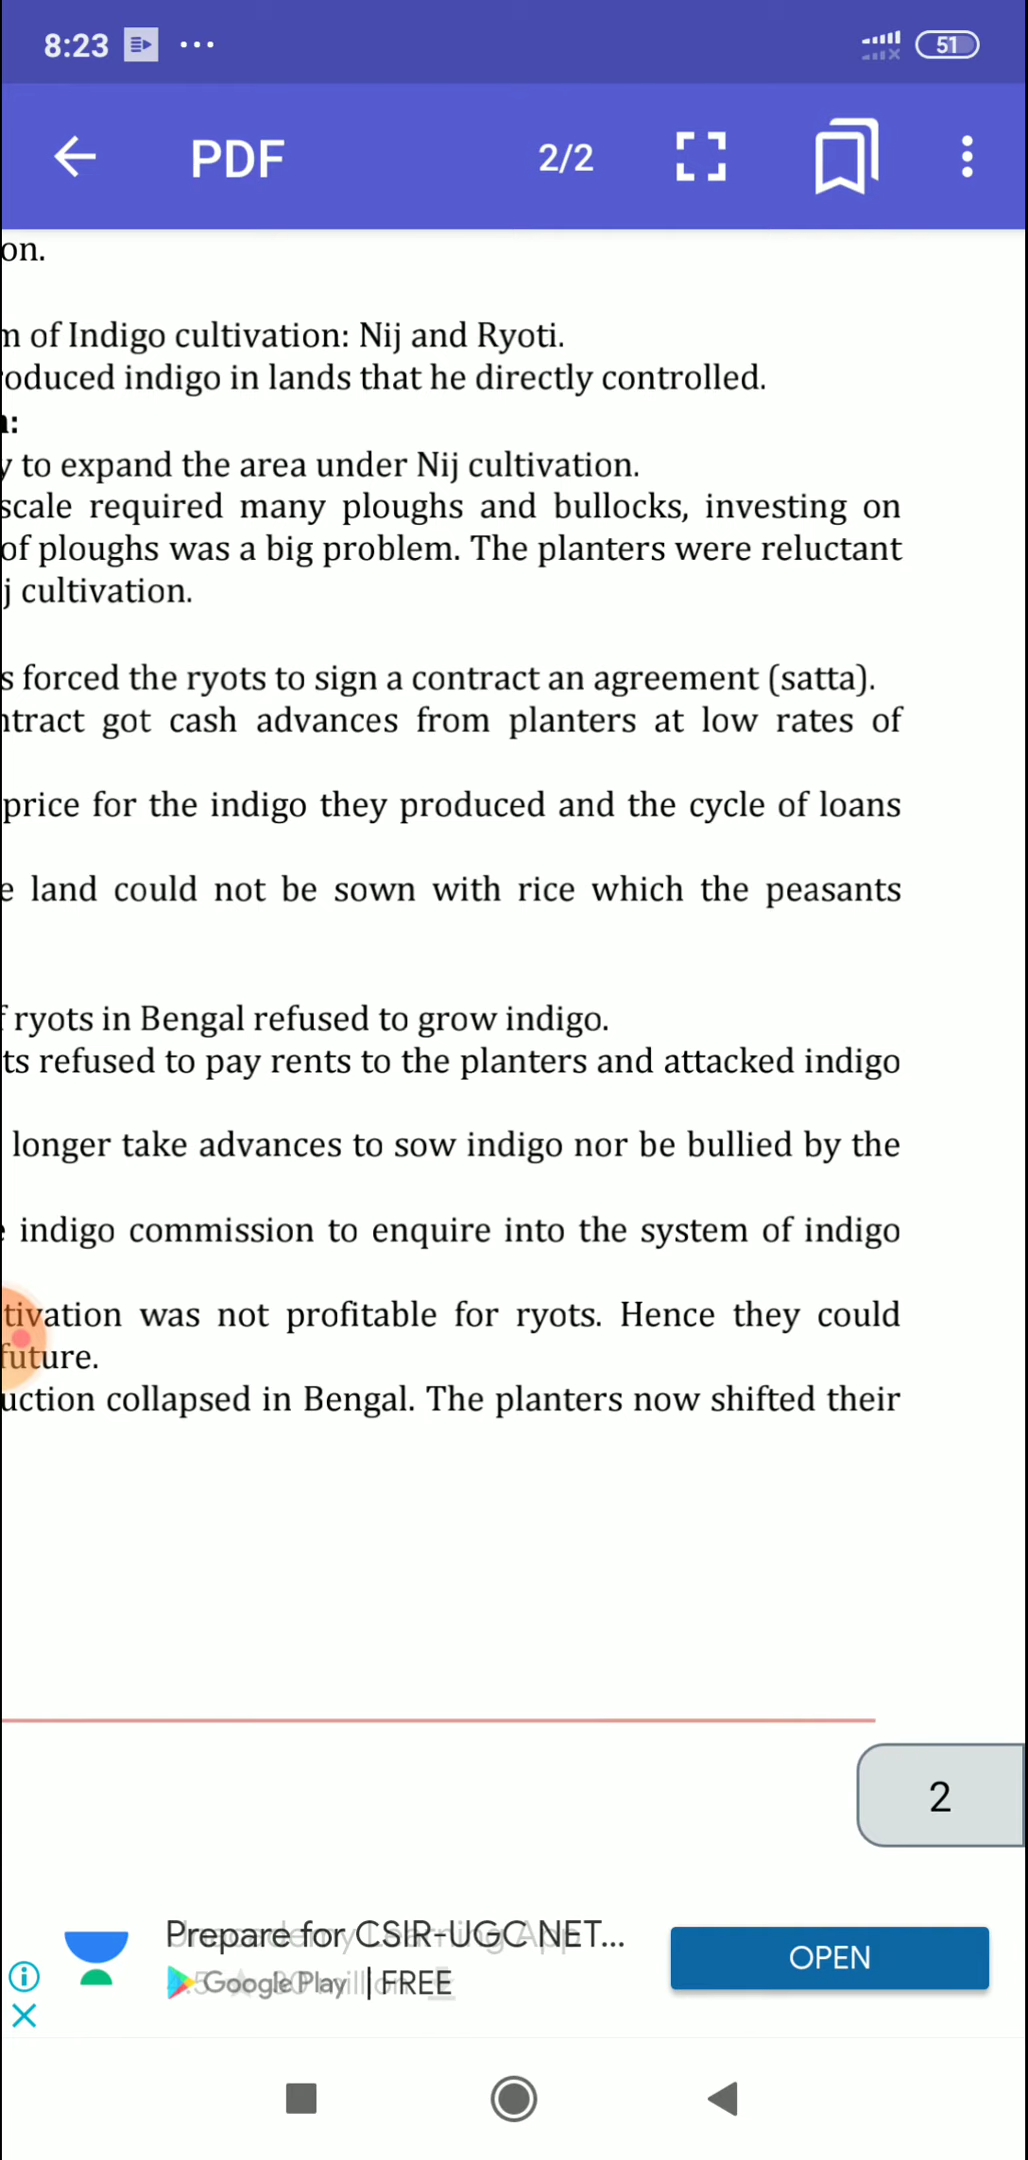 8:23
51
PDF
2/2
on.
m of Indigo cultivation: Nij and Ryoti.
oduced indigo in lands that he directly controlled.
:
y to expand the area under Nij cultivation.
scale required many ploughs and bullocks, investing on
of ploughs was a big problem. The planters were reluctant
j cultivation.
s forced the ryots to sign a contract an agreement (satta).
ntract got cash advances from planters at low rates of
price for the indigo they produced and the cycle of loans
e land could not be sown with rice which the peasants
f ryots in Bengal refused to grow indigo.
ts refused to pay rents to the planters and attacked indigo
longer take advances to sow indigo nor be bullied by the
indigo commission to enquire into the system of indigo
tivation was not profitable for ryots. Hence they could
future.
uction collapsed in Bengal. The planters now shifted their
2
Prepare for CSIR-UGC NET...
Google Play | FREE
OPEN